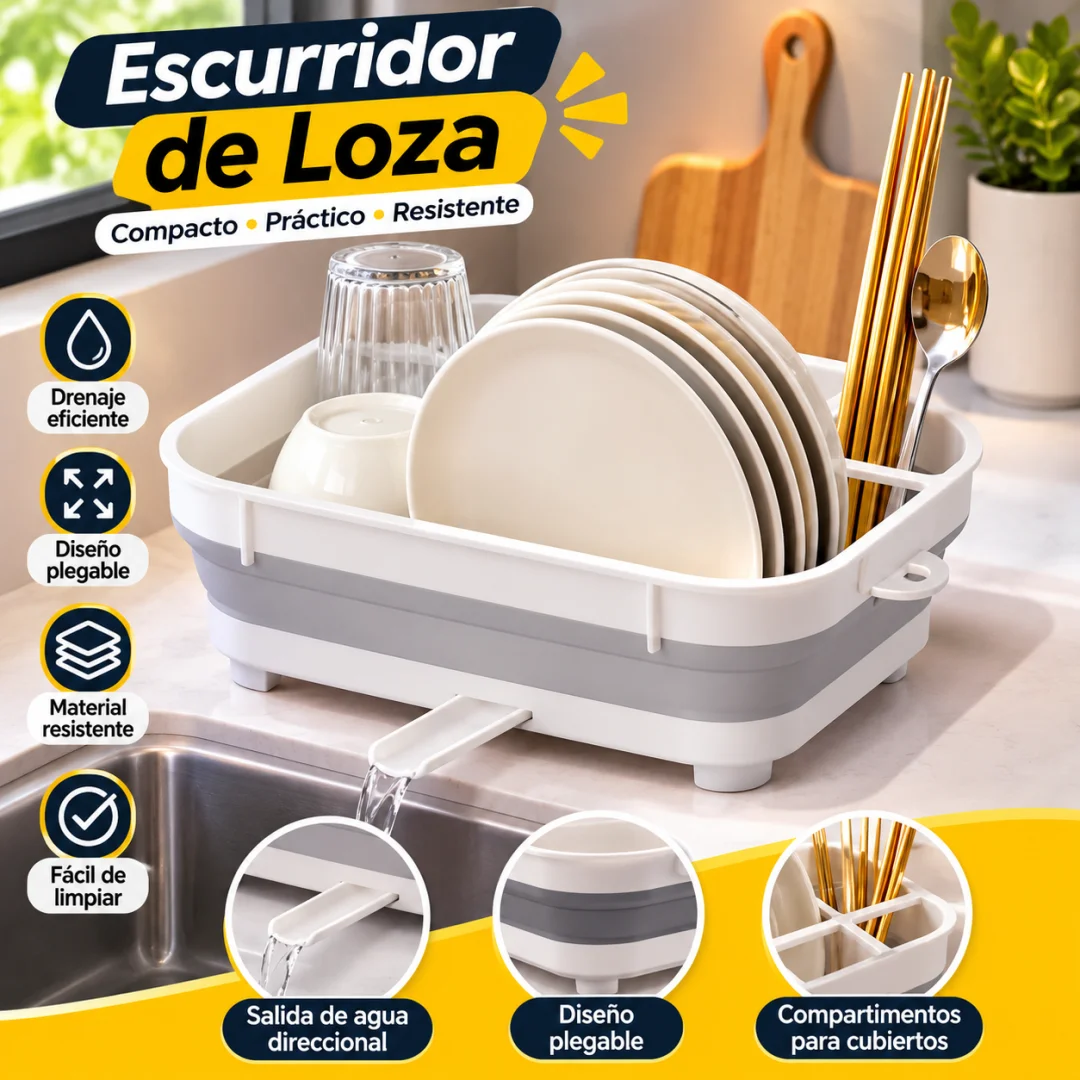 Escurridor
de Loza
Compacto • Práctico • Resistente
Drenaje
eficiente
Diseño
plegable
Material
resistente
Fácil de
limpiar
Salida de agua
direccional
Diseño
plegable
Compartimentos
para cubiertos